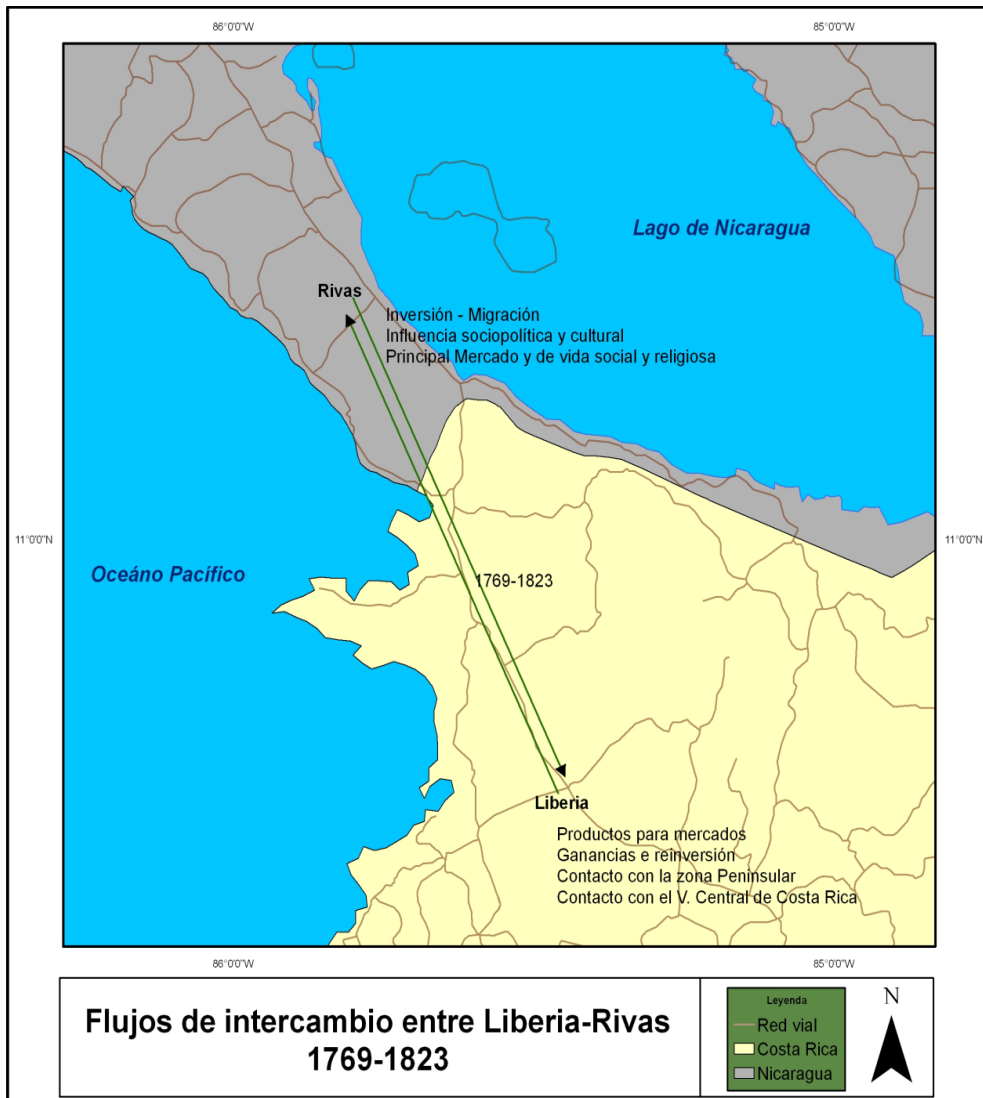 86°0'0"W
85°0'0"W
Lago de Nicaragua
Rivas
Inversión - Migración
Influencia sociopolítica y cultural
Principal Mercado y de vida social y religiosa
11°0'0"N
11°0'0"N
Oceáno Pacífico
1769-1823
Liberia
Productos para mercados
Ganancias e reinversión
Contacto con la zona Peninsular
Contacto con el V. Central de Costa Rica
86°0'0"W
85°0'0"W
Flujos de intercambio entre Liberia-Rivas
1769-1823
Leyenda
Red vial
Costa Rica
Nicaragua
N